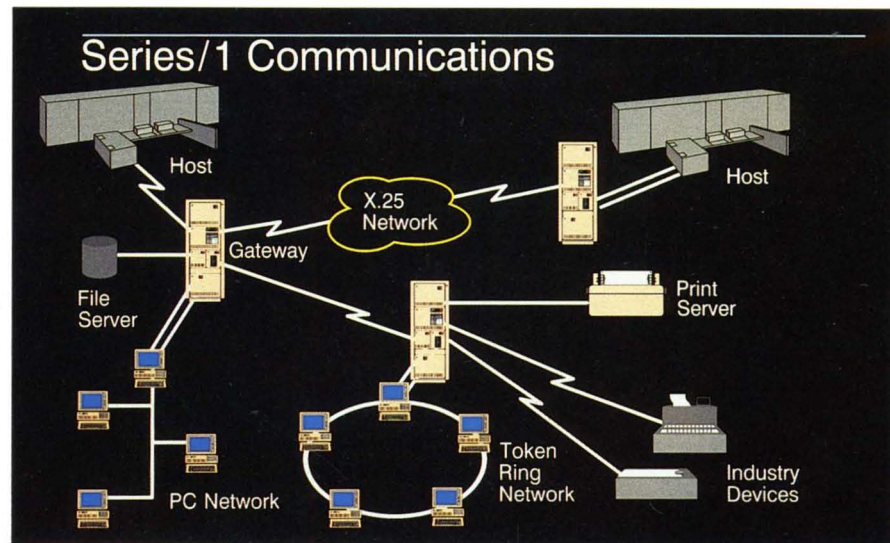 Series/1 Communications
Host
Host
X.25
Network
Gateway
File
Server
Print
Server
Token
Ring
Network
PC Network
Industry
Devices